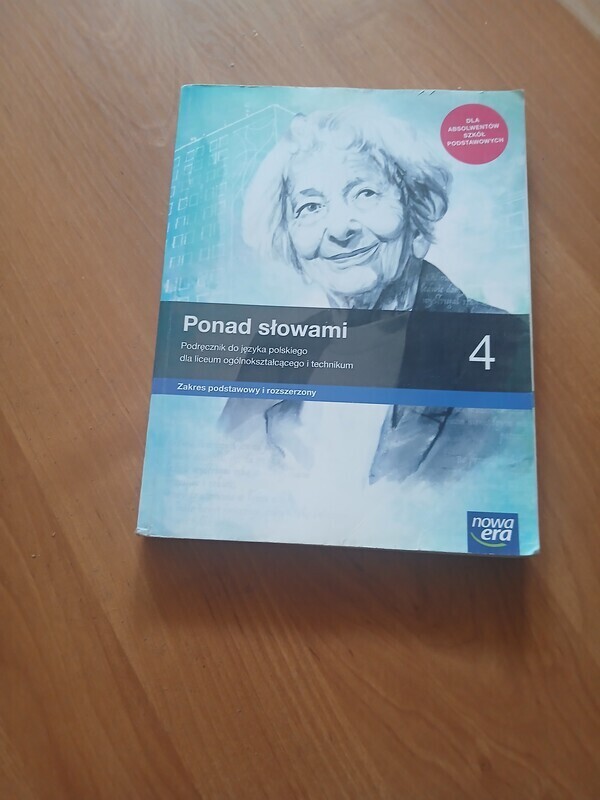 DLA
ABSOLWENTÓW
SZKÓŁ
PODSTAWOWYCH
Ponad słowami
Podręcznik do języka polskiego
dla liceum ogólnokształcącego i technikum
4
Zakres podstawowy i rozszerzony
nowa
era